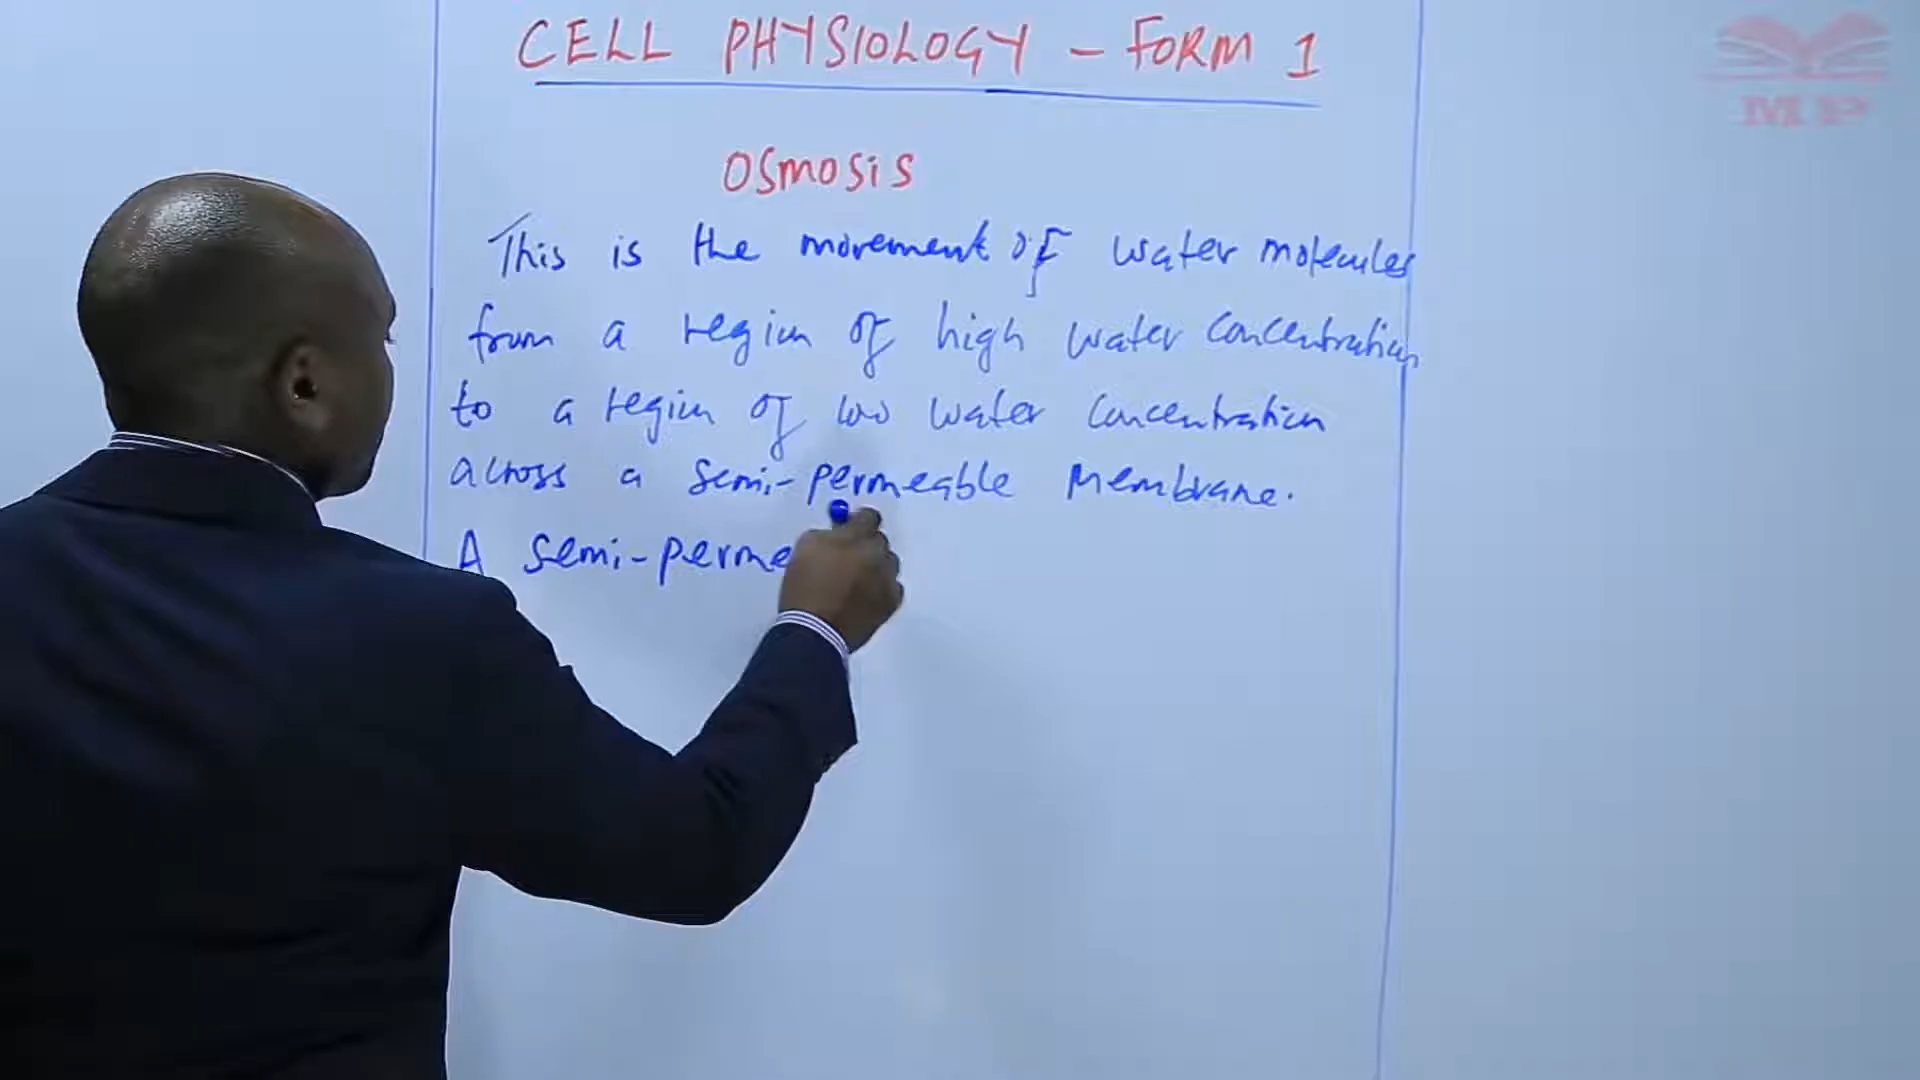 CELL PHYSIOLOGY - FORM 1
OSMOSIS
This is the movement of water molecules
from a region of high water concentration
to a region of low water concentration
across a semi-permeable Membrane.
A semi-perme
MP